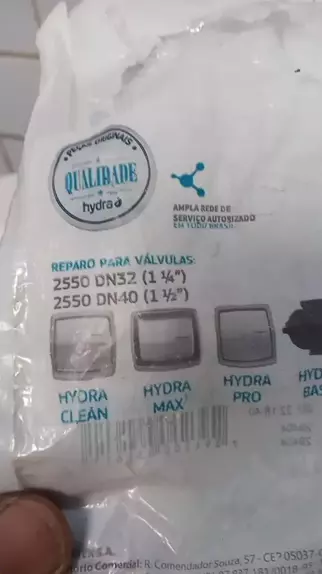 PEÇAS ORIGINAIS
QUALIDADE
hydra
AMPLA REDE DE
SERVIÇO AUTORIZADO
EM TODO BRASIL
REPARO PARA VÁLVULAS:
2550 DN32 (1 ¼")
2550 DN40 (1 ½")
HYDRA
CLEAN
HYDRA
MAX
HYDRA
PRO
HYD
BAS
S.A.
Comercial: R. Comendador Souza, 57 - CEP 05037-